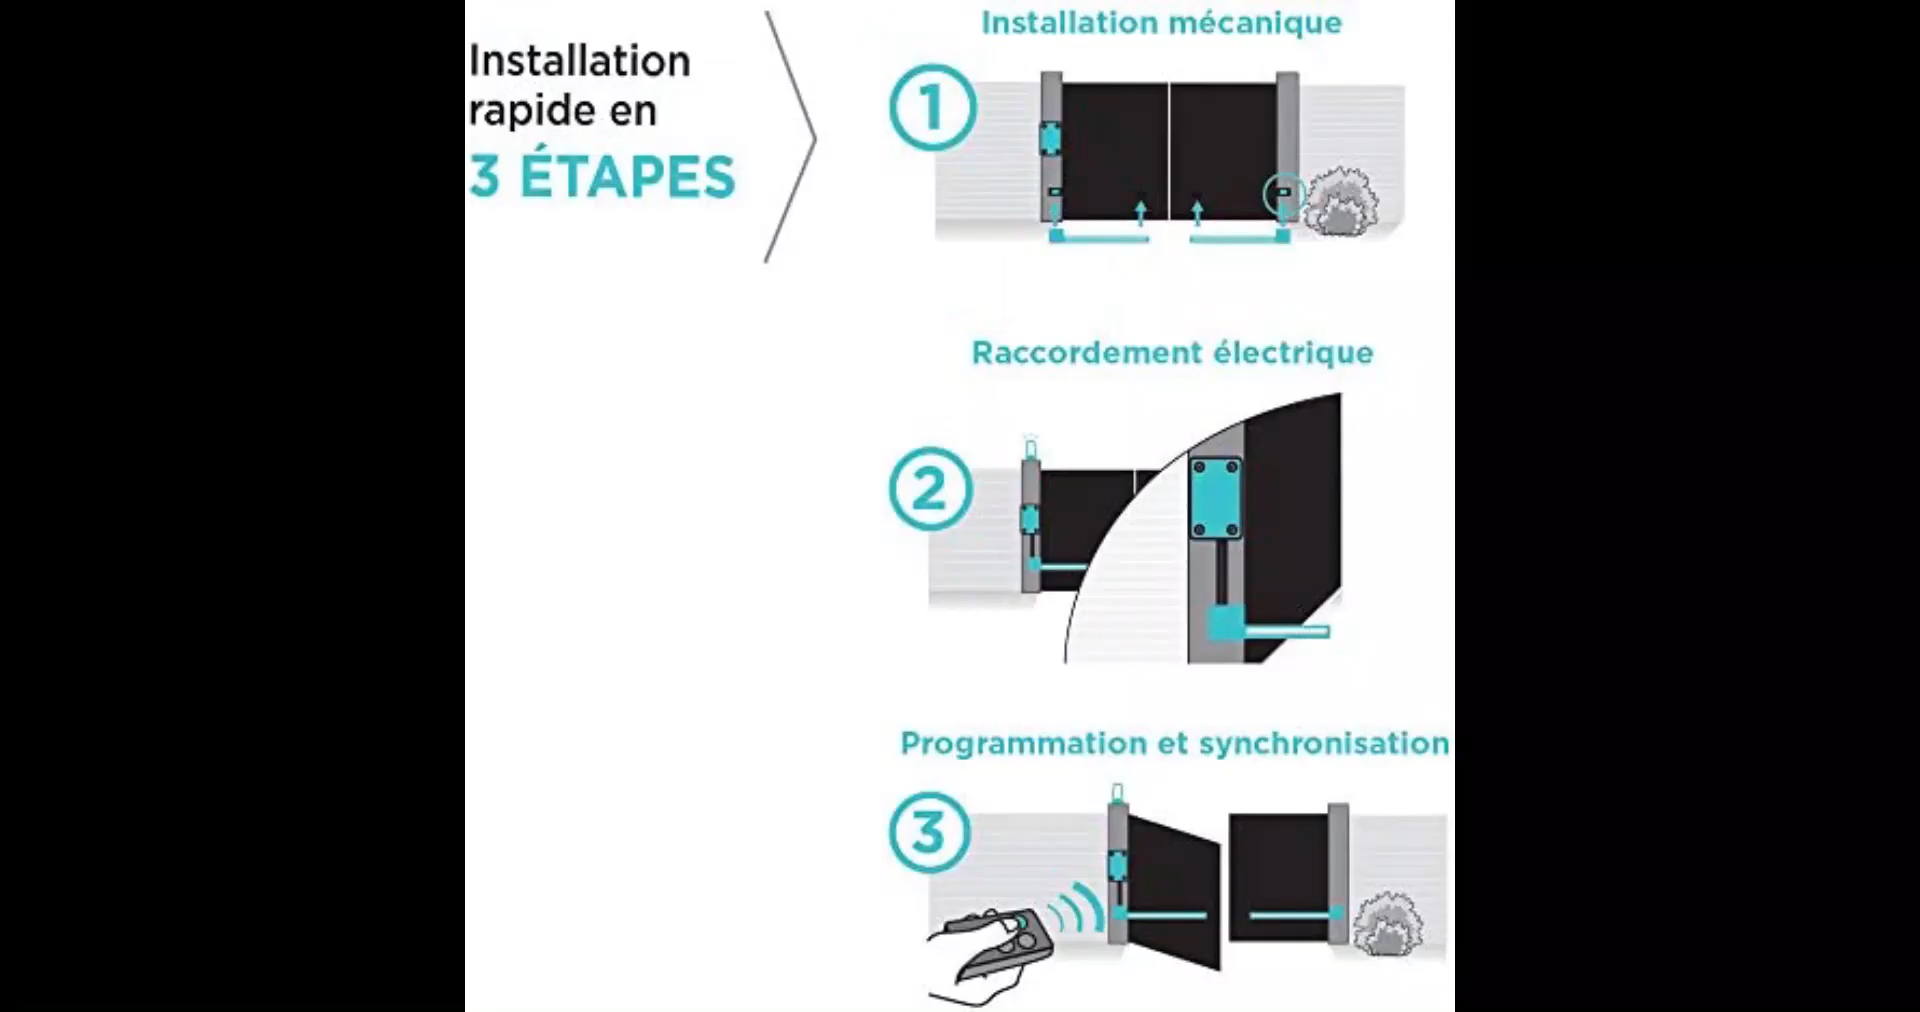 Installation
rapide en
3 ÉTAPES
Installation mécanique
1
Raccordement électrique
2
Programmation et synchronisation
3